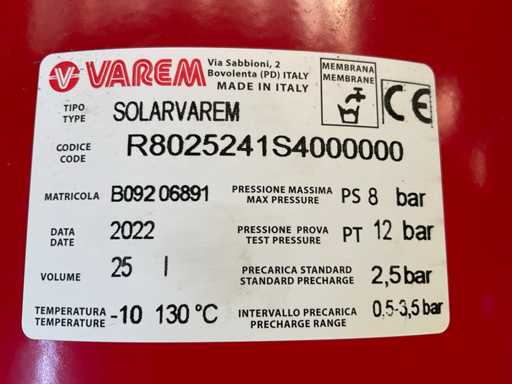 VAREM
Via Sabbioni, 2
Bovolenta (PD) ITALY
MADE IN ITALY
MEMBRANA
MEMBRANE
CE
TIPO
TYPE
SOLARVAREM
CODICE
CODE
R8025241S4000000
MATRICOLA B092 06891
PRESSIONE MASSIMA
MAX PRESSURE
PS 8 bar
DATA
DATE
2022
PRESSIONE PROVA
TEST PRESSURE
PT 12 bar
VOLUME 25 l
PRECARICA STANDARD
STANDARD PRECHARGE
2,5 bar
TEMPERATURA
TEMPERATURE
-10 130 °C
INTERVALLO PRECARICA
PRECHARGE RANGE
0.5-3,5 bar